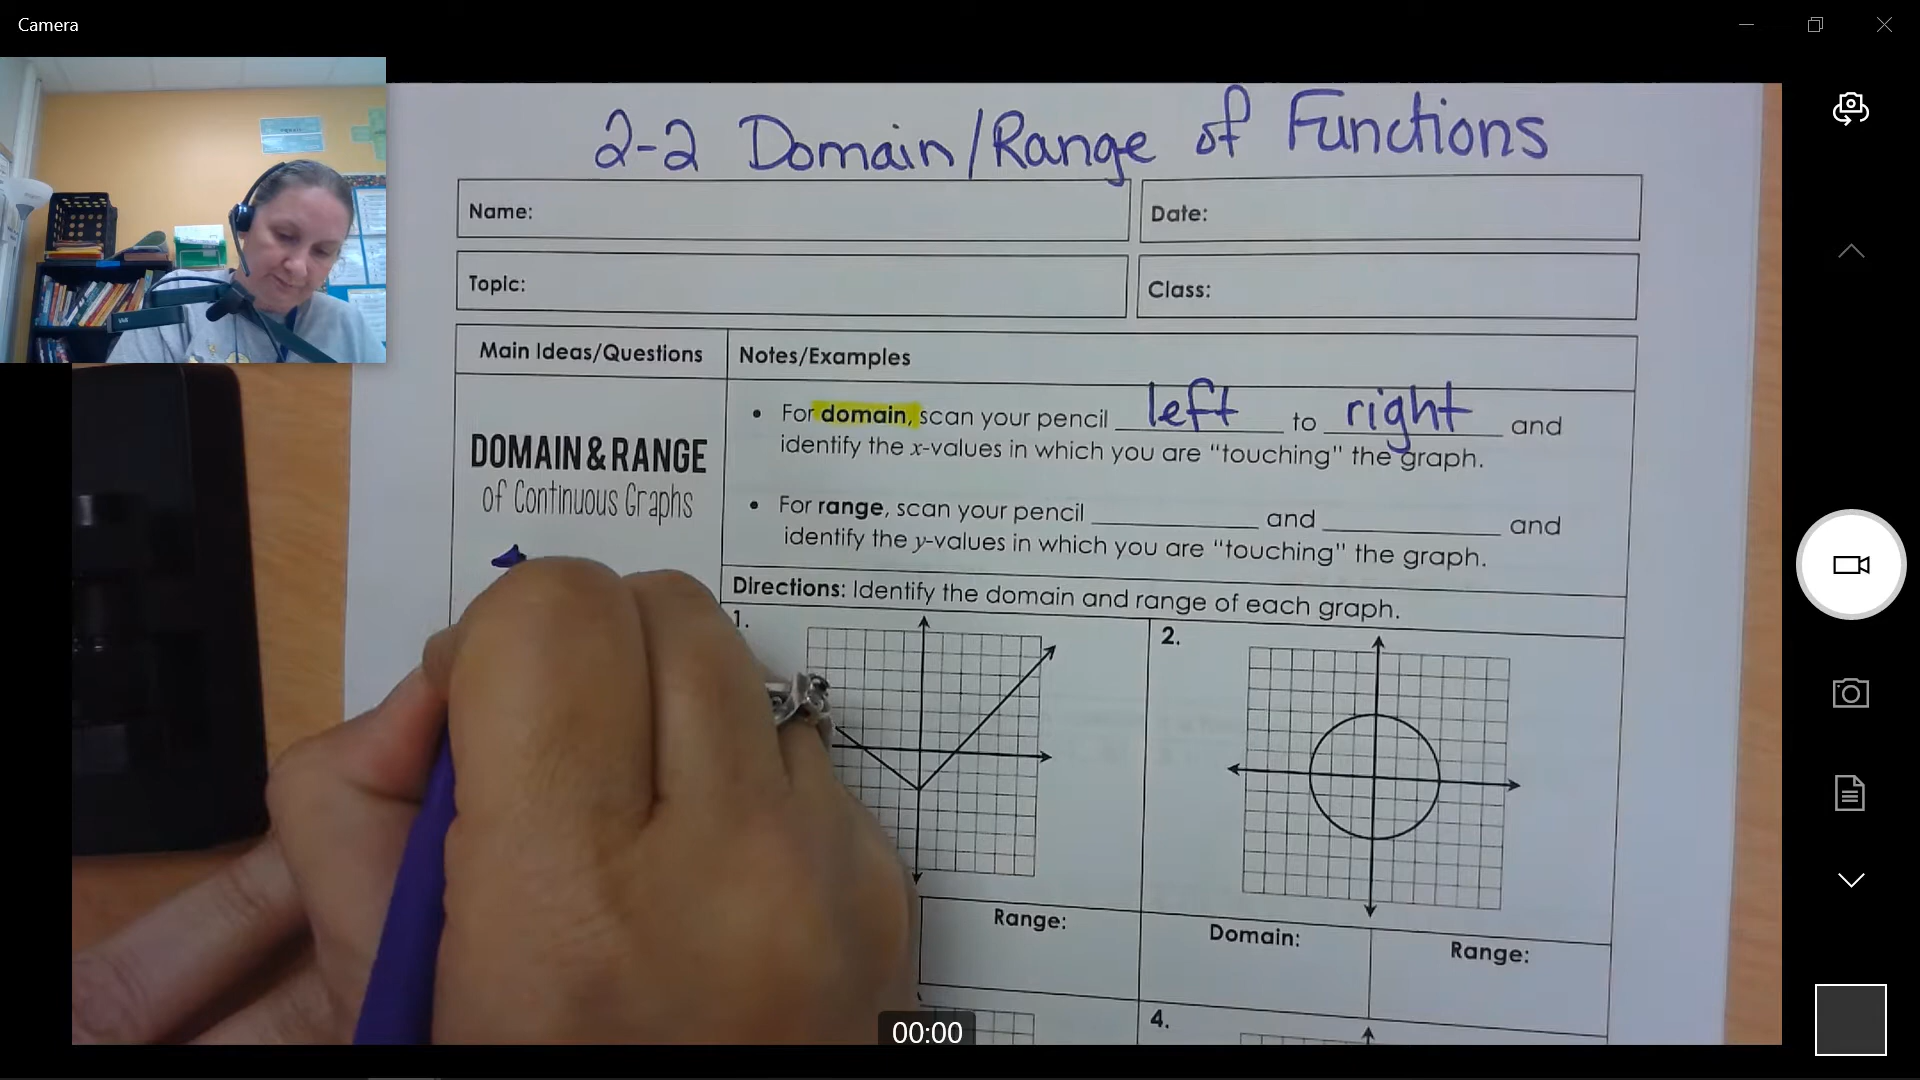 Camera
2-2 Domain/Range of Functions
Name:
Date:
Topic:
Class:
Main Ideas/Questions
Notes/Examples
DOMAIN & RANGE
of Continuous Graphs
• For domain, scan your pencil left to right and
identify the x-values in which you are “touching” the graph.
• For range, scan your pencil ____________ and ____________ and
identify the y-values in which you are “touching” the graph.
Directions: Identify the domain and range of each graph.
1.
2.
Range:
Domain:
Range:
4.
00:00